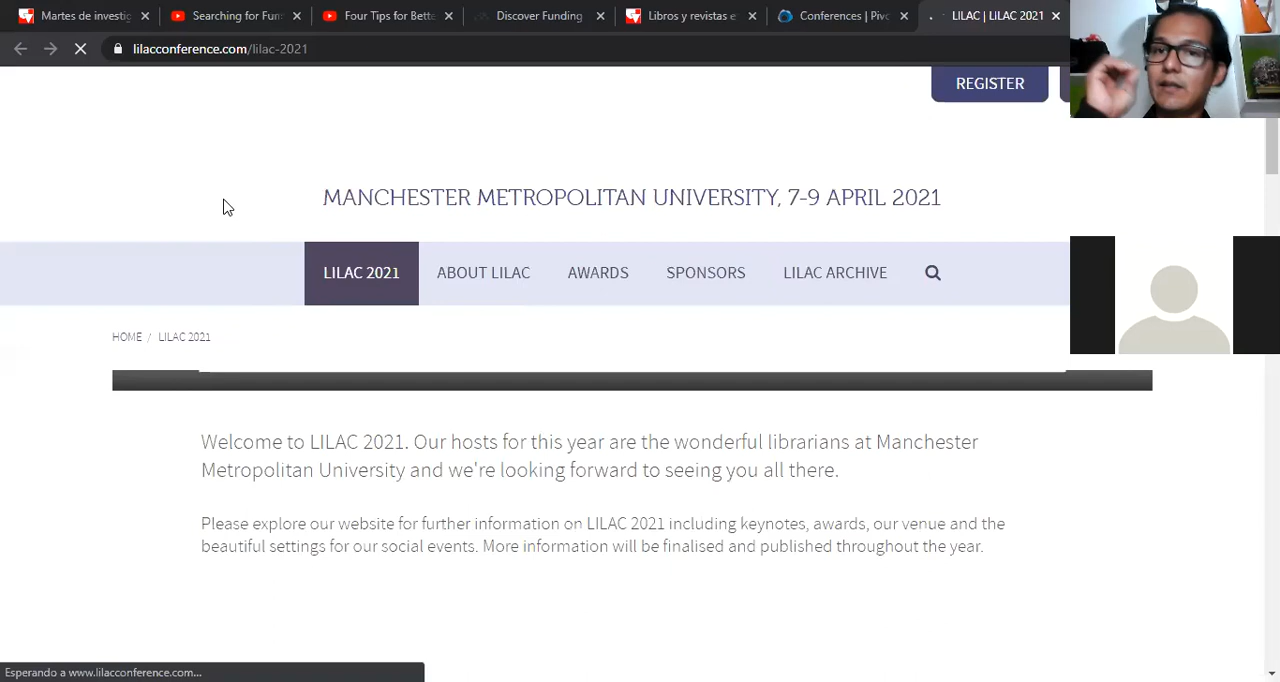 Martes de investig
Searching for Fun
Four Tips for Bette
Discover Funding
Libros y revistas e
Conferences | Pivo
LILAC | LILAC 2021
lilacconference.com/lilac-2021
REGISTER
MANCHESTER METROPOLITAN UNIVERSITY, 7-9 APRIL 2021
LILAC 2021 ABOUT LILAC AWARDS SPONSORS LILAC ARCHIVE
HOME / LILAC 2021
Welcome to LILAC 2021. Our hosts for this year are the wonderful librarians at Manchester
Metropolitan University and we're looking forward to seeing you all there.
Please explore our website for further information on LILAC 2021 including keynotes, awards, our venue and the
beautiful settings for our social events. More information will be finalised and published throughout the year.
Esperando a www.lilacconference.com...